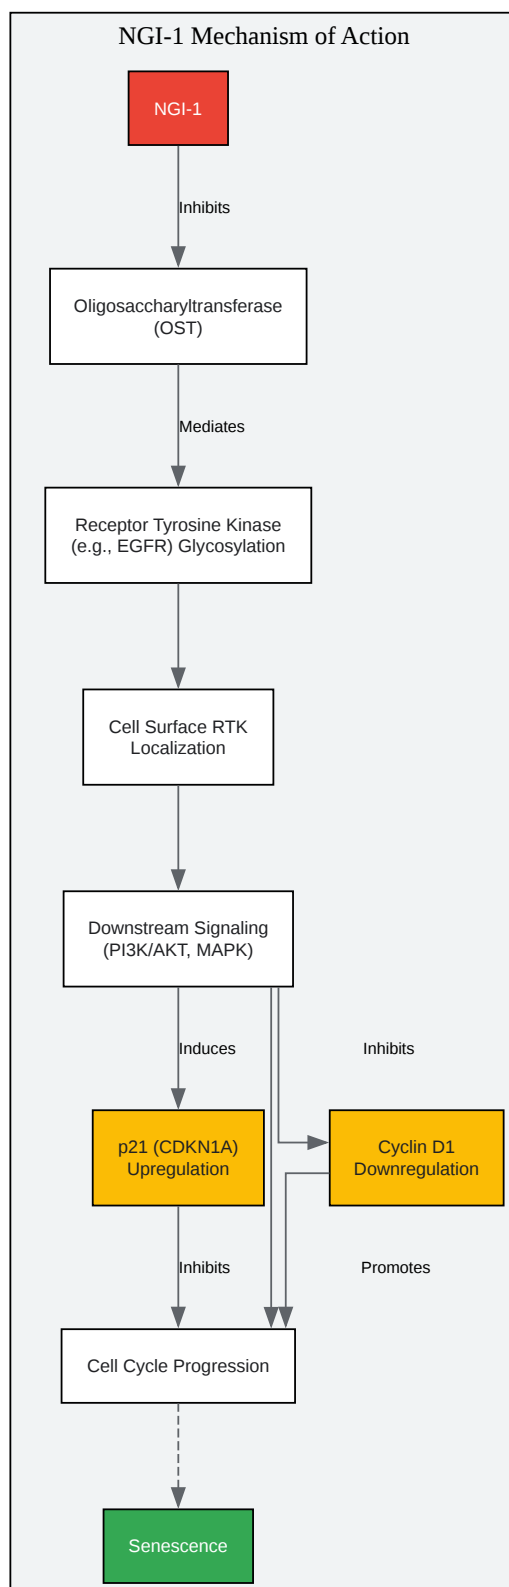 NGI-1 Mechanism of Action
NGI-1
Inhibits
Oligosaccharyltransferase
(OST)
Mediates
Receptor Tyrosine Kinase
(e.g., EGFR) Glycosylation
Cell Surface RTK
Localization
Downstream Signaling
(PI3K/AKT, MAPK)
Induces
Inhibits
p21 (CDKN1A)
Upregulation
Cyclin D1
Downregulation
Inhibits
Promotes
Cell Cycle Progression
Senescence